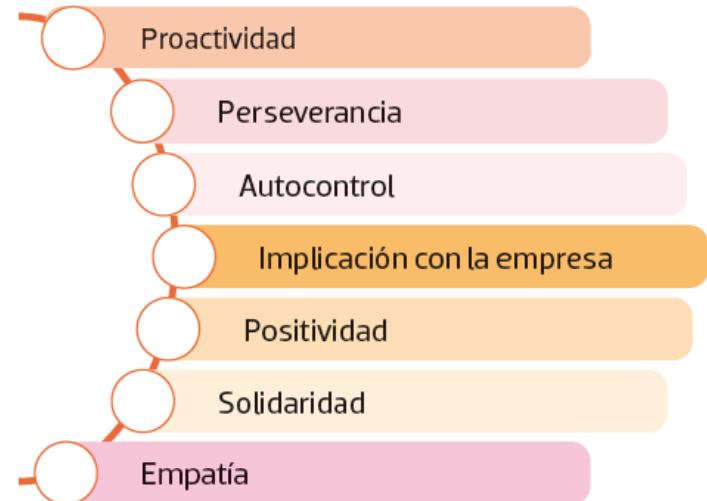 Proactividad
Perseverancia
Autocontrol
Implicación con la empresa
Positividad
Solidaridad
Empatía